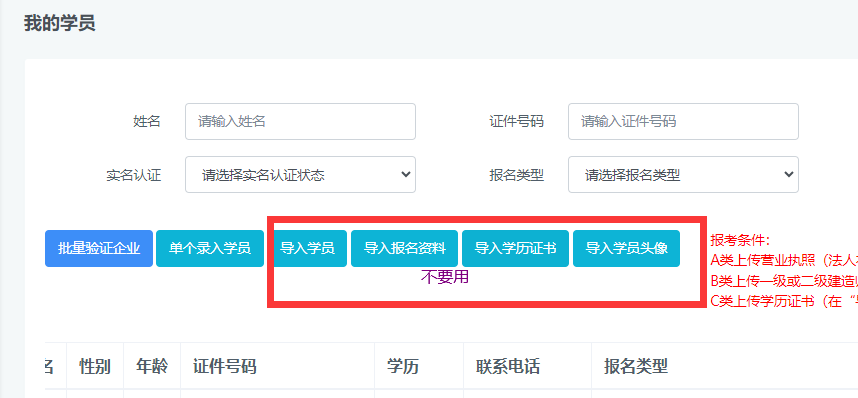 我的学员
姓名 请输入姓名 证件号码 请输入证件号码
实名认证 请选择实名认证状态 报名类型 请选择报名类型
批量验证企业 单个录入学员 导入学员 导入报名资料 导入学历证书 导入学员头像
不要用
报考条件：
A类上传营业执照（法人
B类上传一级或二级建造
C类上传学历证书（在“
名 性别 年龄 证件号码 学历 联系电话 报名类型